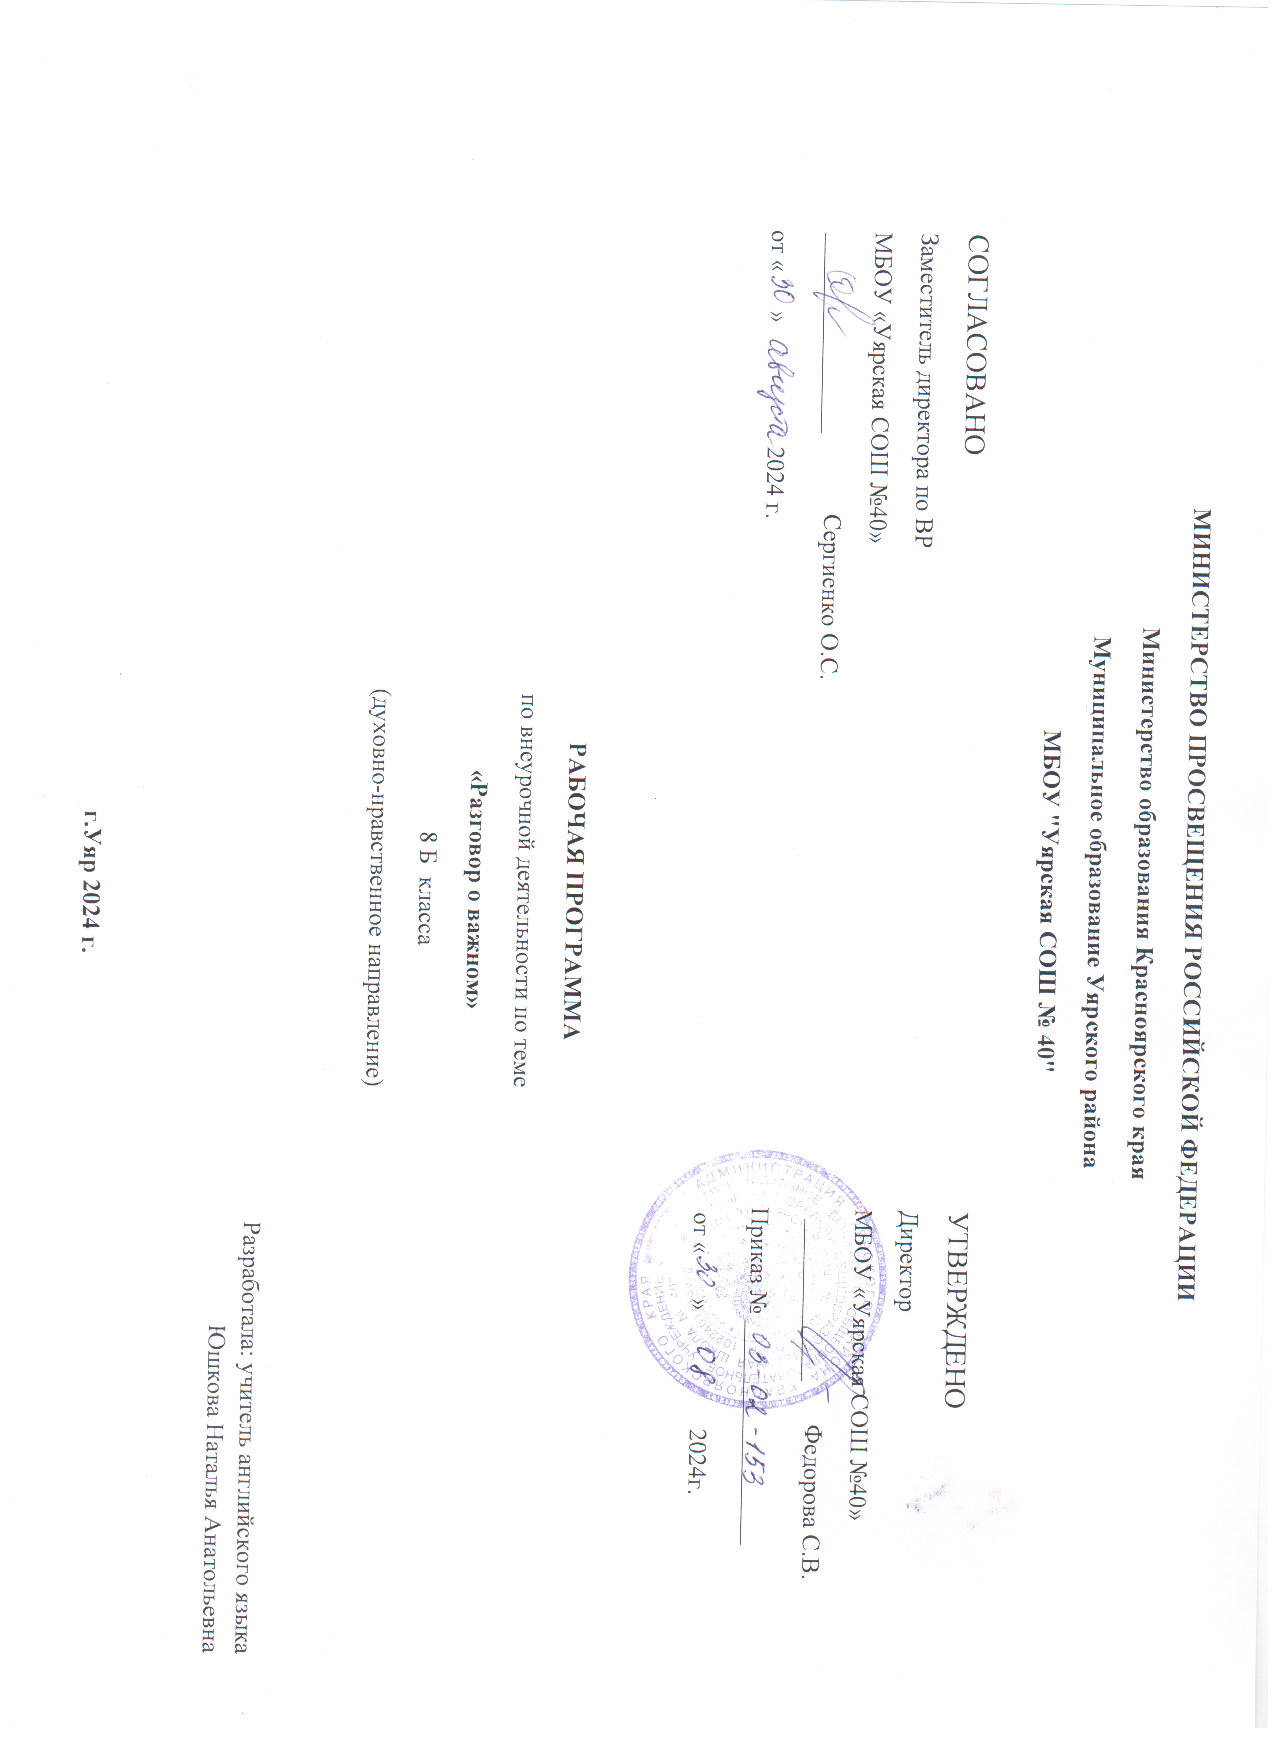 МИНИСТЕРСТВО ПРОСВЕЩЕНИЯ РОССИЙСКОЙ ФЕДЕРАЦИИ
Министерство образования Красноярского края
Муниципальное образование Уярского района
МБОУ "Уярская СОШ № 40"
СОГЛАСОВАНО
Заместитель директора по ВР
МБОУ «Уярская СОШ №40»
Сергиенко О.С.
от «30» августа 2024 г.
УТВЕРЖДЕНО
Директор
МБОУ «Уярская СОШ №40»
Федорова С.В.
Приказ № 03-02-153
от «30» 08 2024г.
РАБОЧАЯ ПРОГРАММА
по внеурочной деятельности по теме
«Разговор о важном»
8 Б класса
(духовно-нравственное направление)
Разработала: учитель английского языка
Юшкова Наталья Анатольевна
г.Уяр 2024 г.